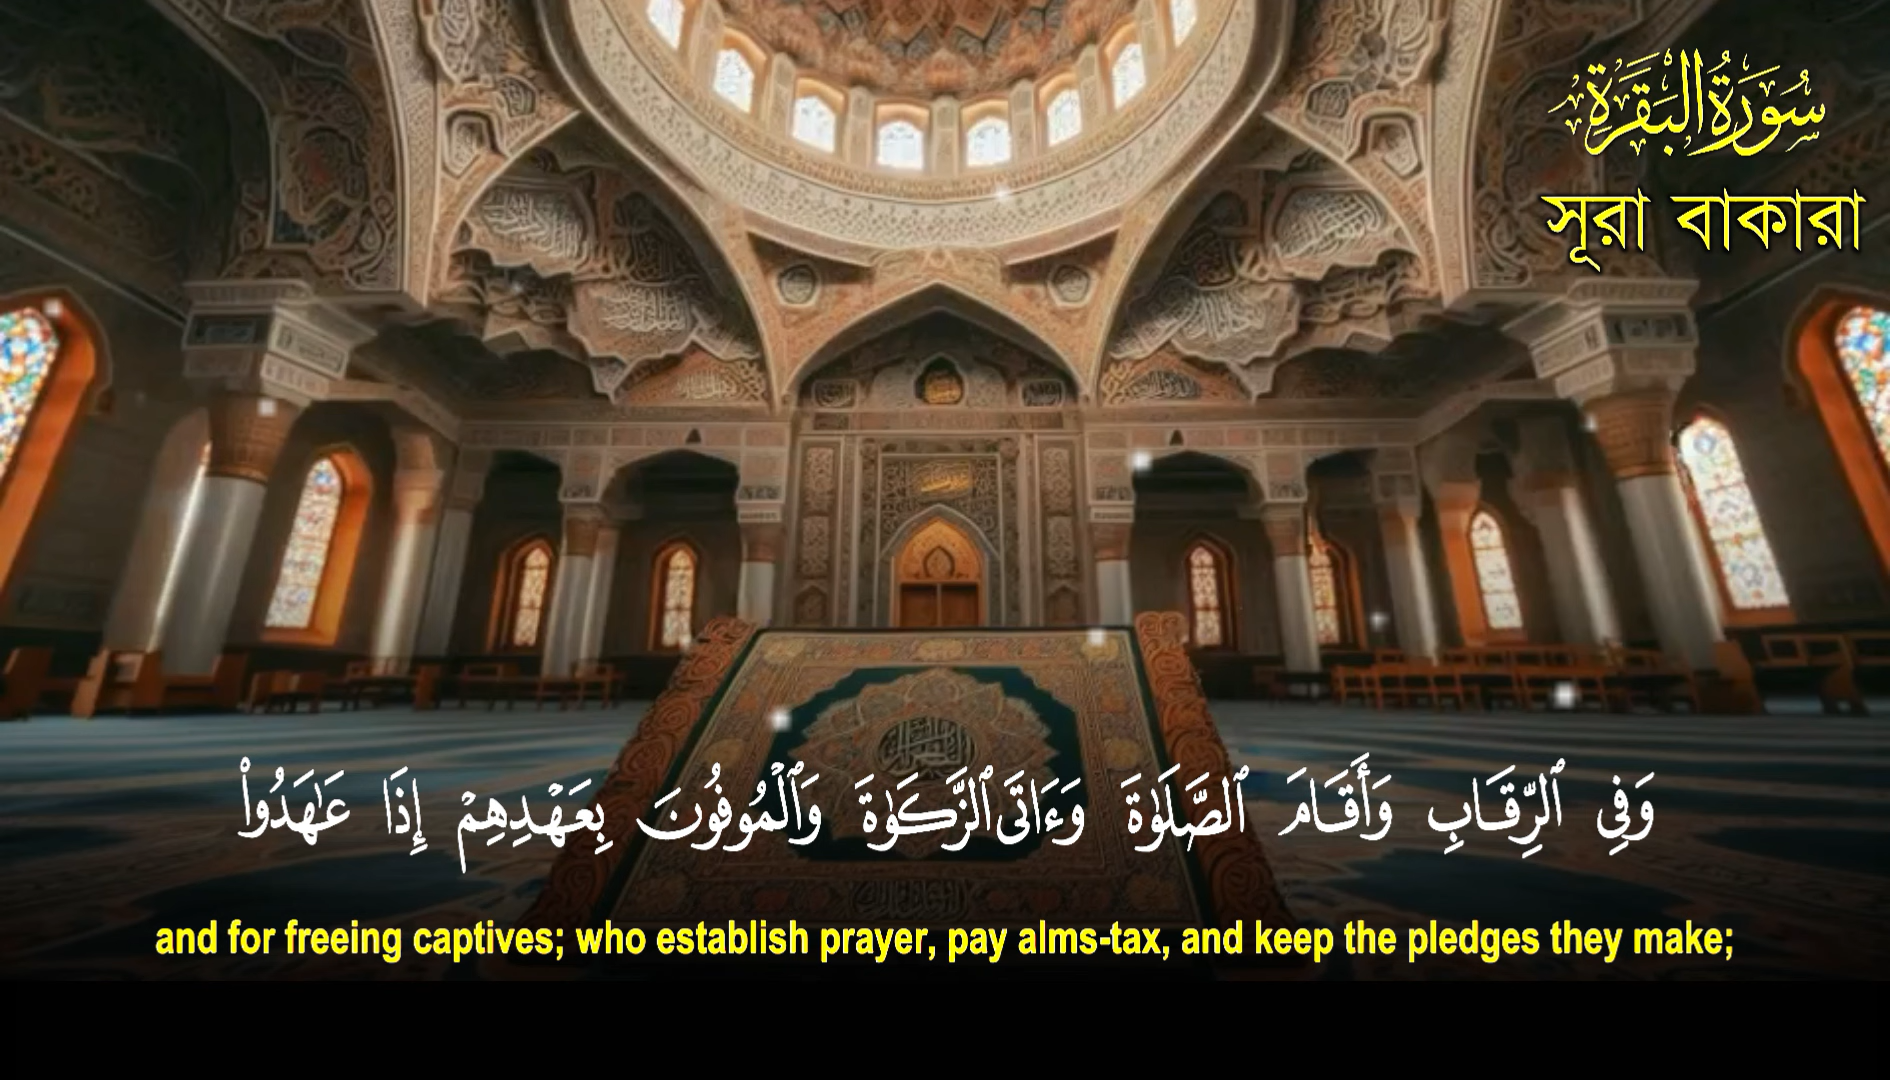 سُورَةُ البَقَرَةِ
সূরা বাকারা
وَفِى ٱلرِّقَابِ وَأَقَامَ ٱلصَّلَوٰةَ وَءَاتَى ٱلزَّكَوٰةَ وَٱلْمُوفُونَ بِعَهْدِهِمْ إِذَا عَـٰهَدُوا۟
and for freeing captives; who establish prayer, pay alms-tax, and keep the pledges they make;